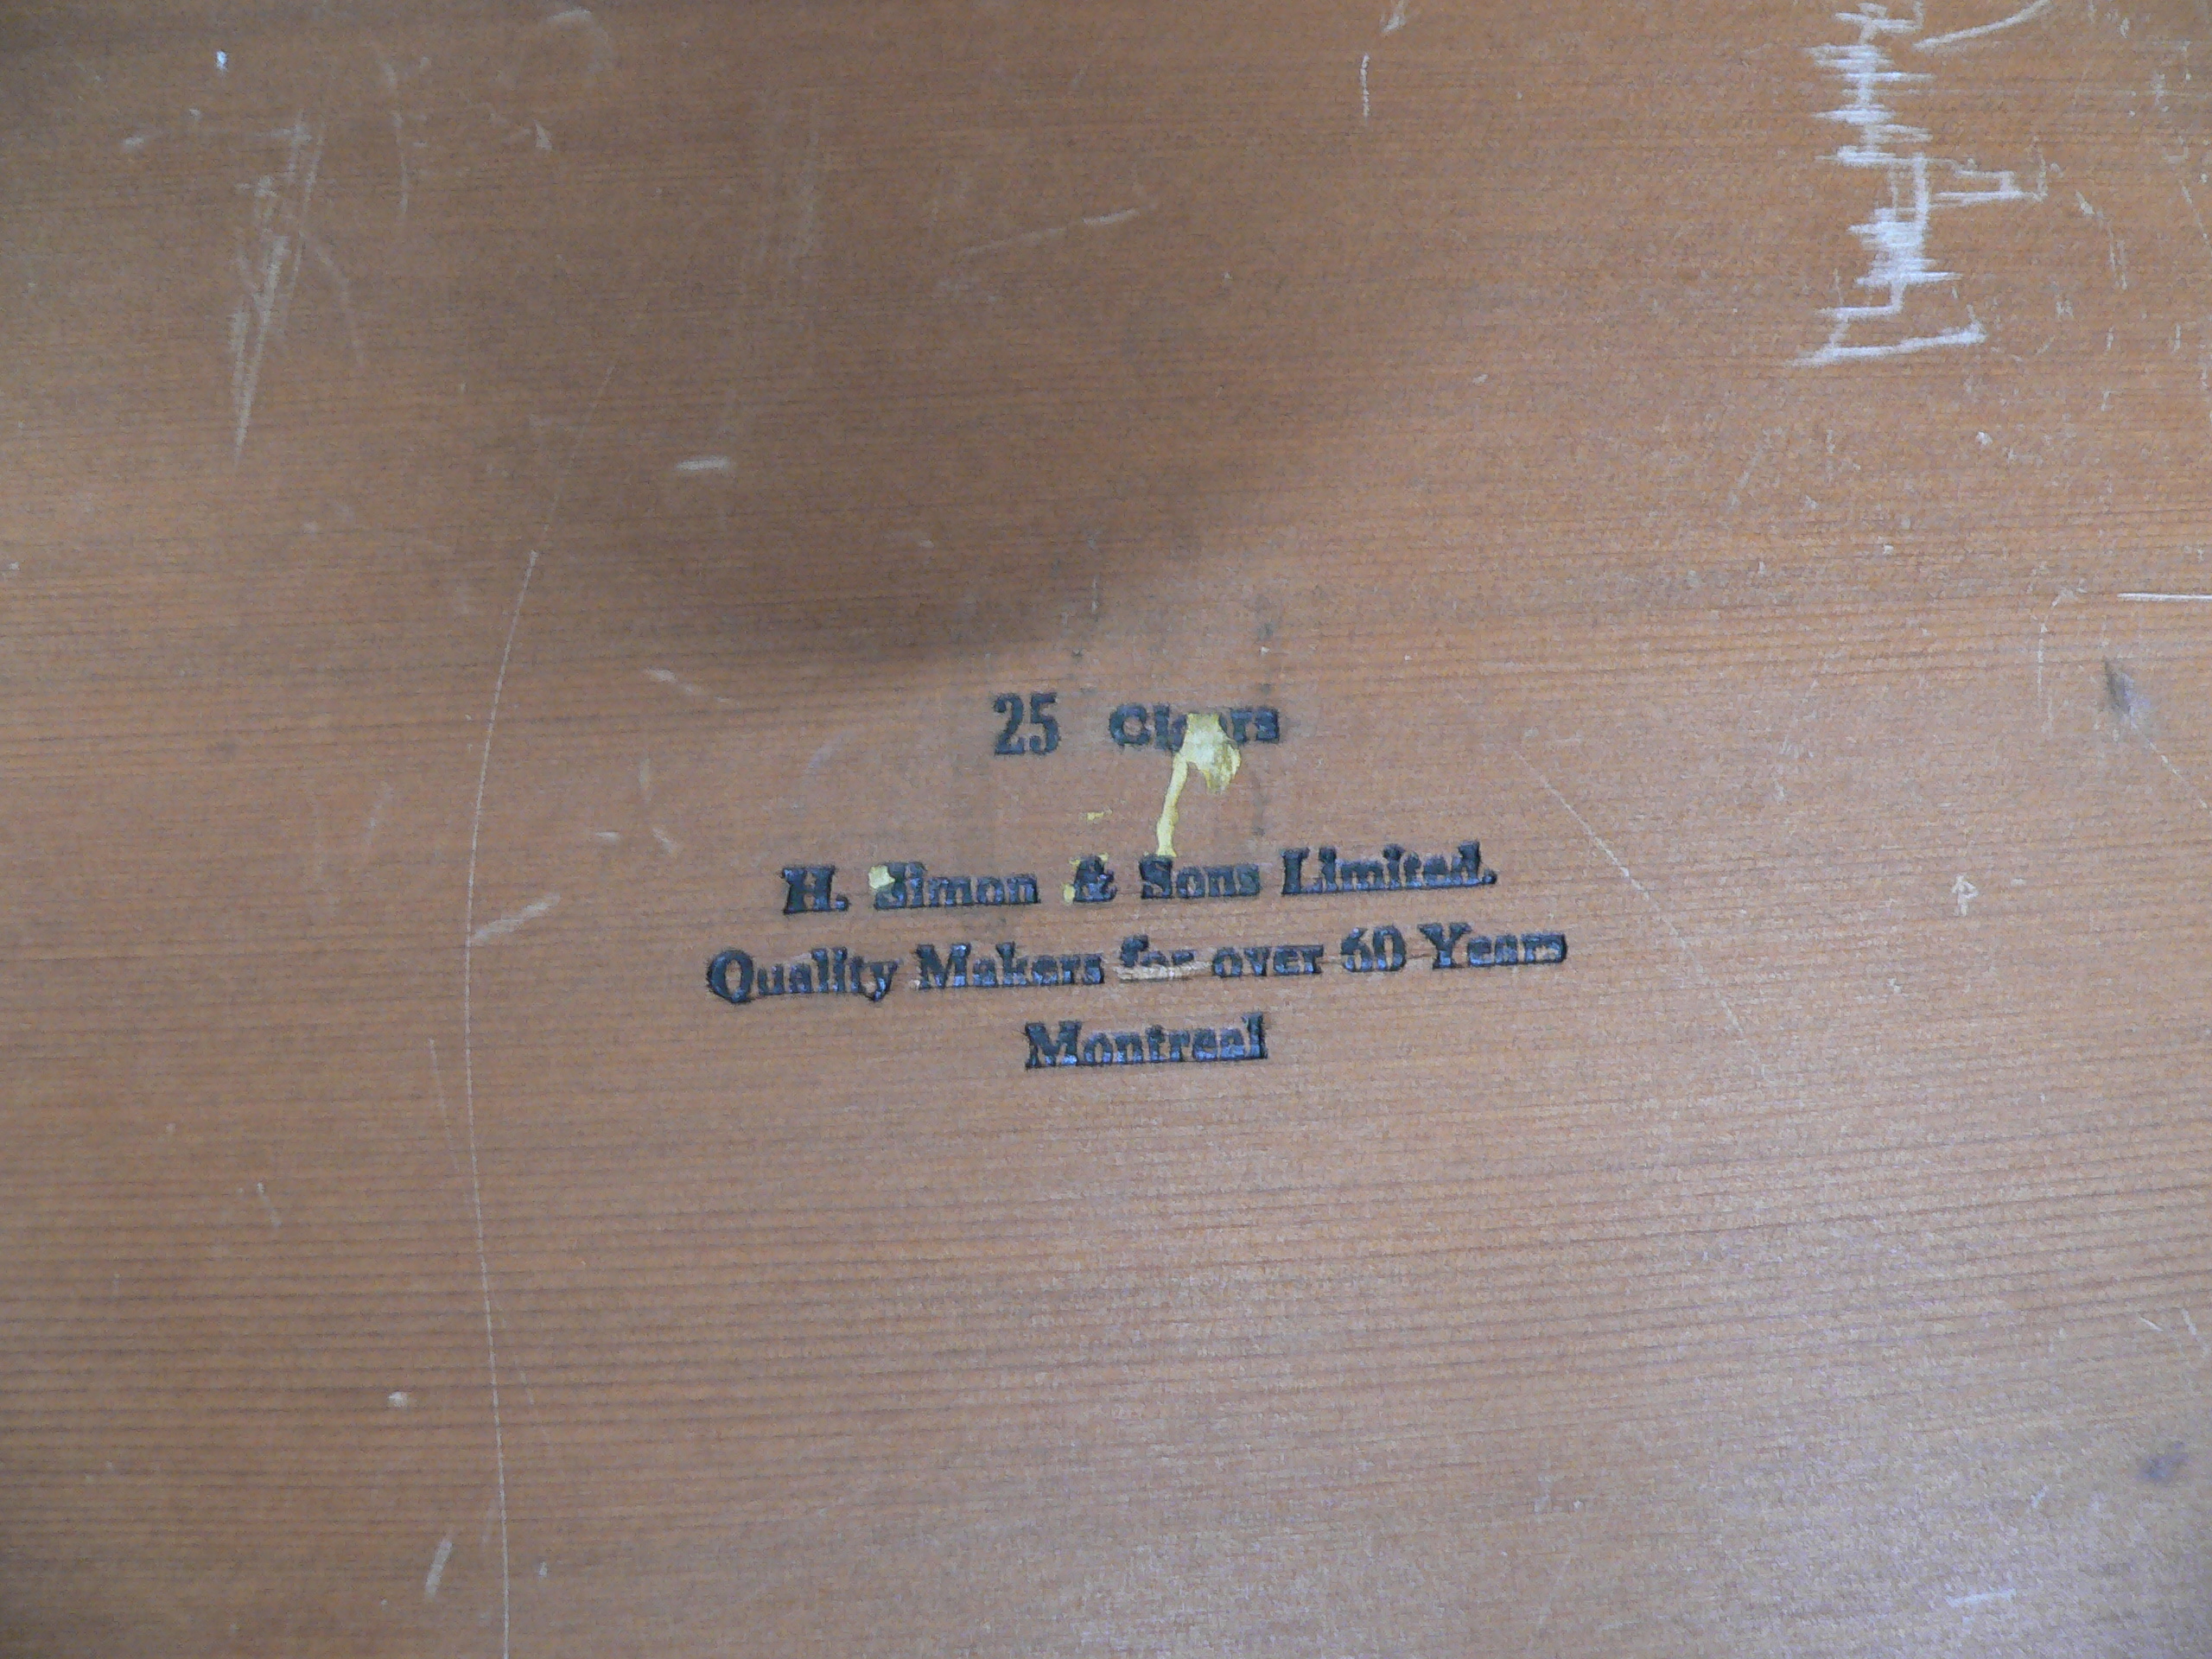 25 Cigars
H. Simon & Sons Limited.
Quality Makers for over 60 Years
Montreal